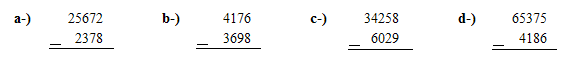 a-) 25672 b-) 4176 c-) 34258 d-) 65375
_ 2378 _ 3698 _ 6029 _ 4186